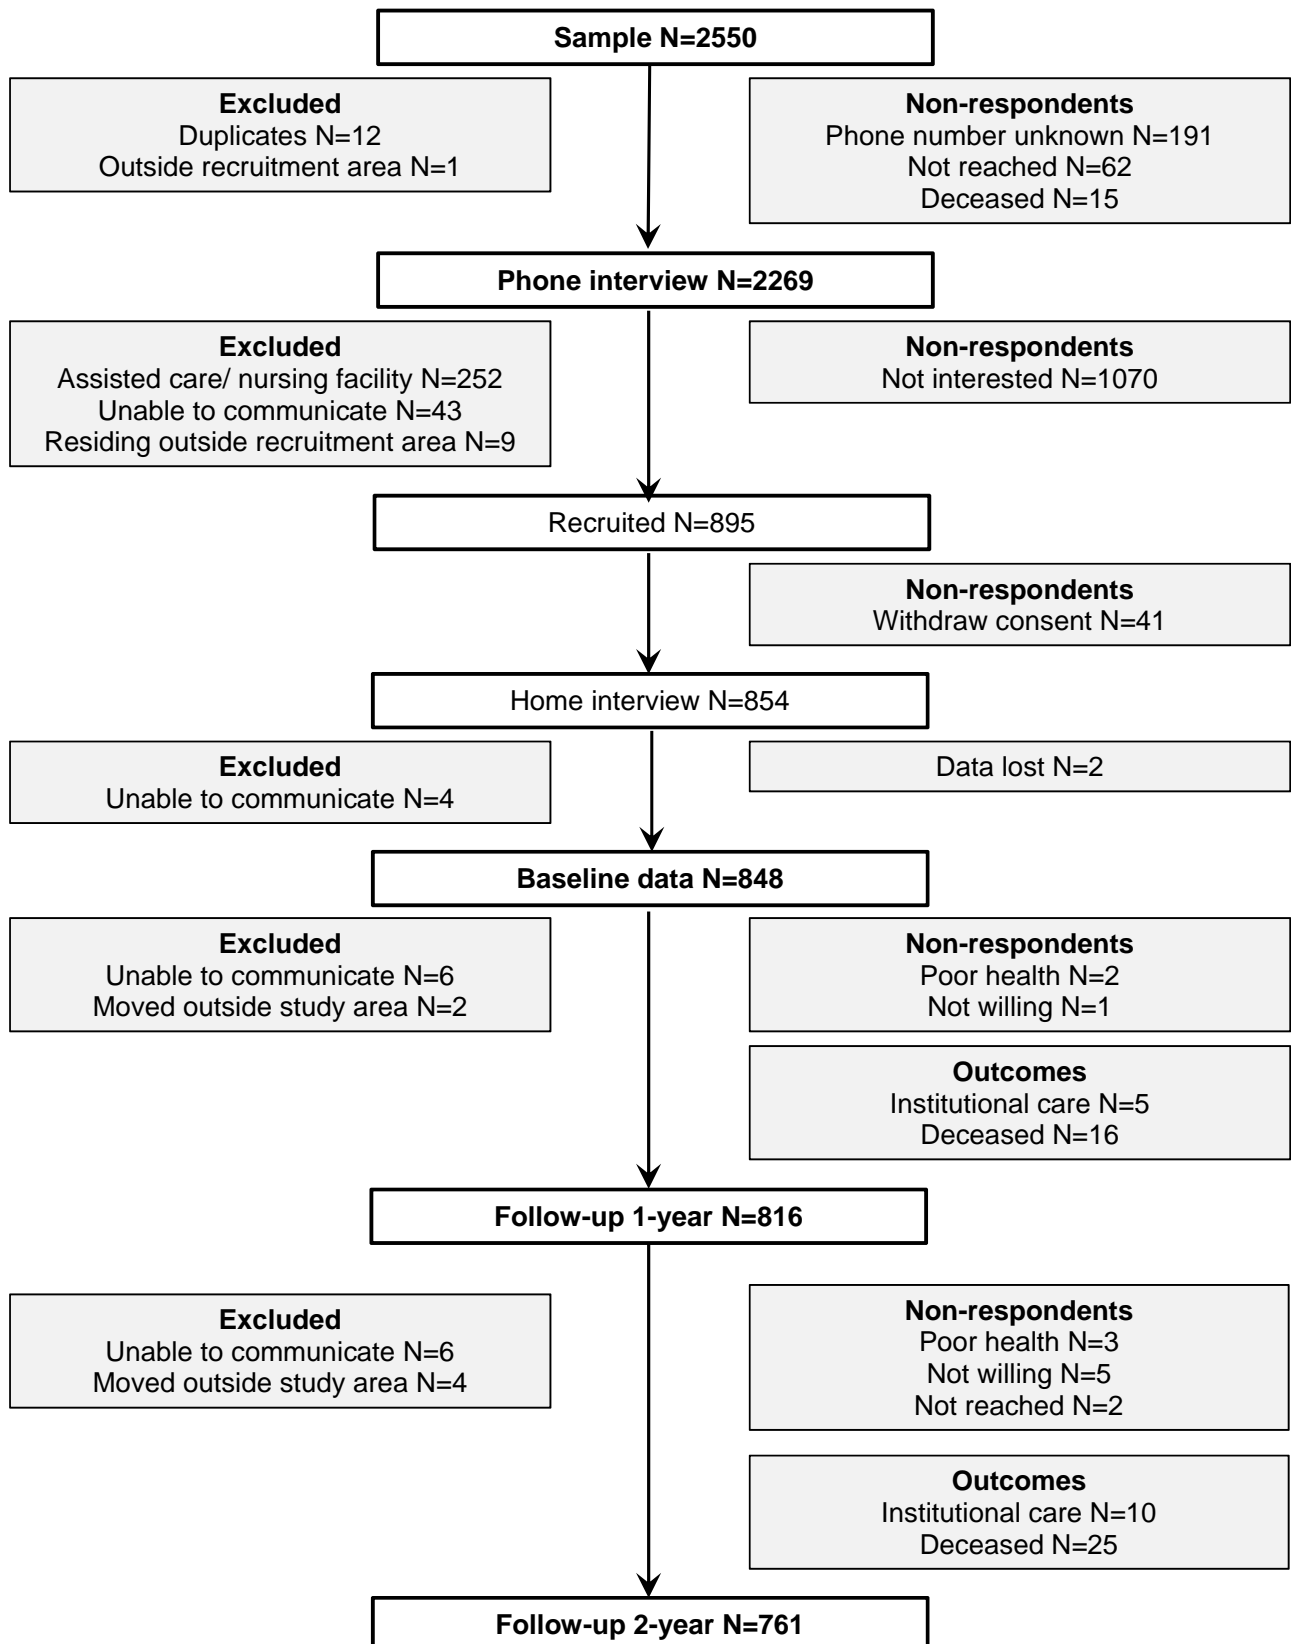 Sample N=2550
Excluded
Duplicates N=12
Outside recruitment area N=1
Non-respondents
Phone number unknown N=191
Not reached N=62
Deceased N=15
Phone interview N=2269
Excluded
Assisted care/ nursing facility N=252
Unable to communicate N=43
Residing outside recruitment area N=9
Non-respondents
Not interested N=1070
Recruited N=895
Non-respondents
Withdraw consent N=41
Home interview N=854
Excluded
Unable to communicate N=4
Data lost N=2
Baseline data N=848
Excluded
Unable to communicate N=6
Moved outside study area N=2
Non-respondents
Poor health N=2
Not willing N=1
Outcomes
Institutional care N=5
Deceased N=16
Follow-up 1-year N=816
Excluded
Unable to communicate N=6
Moved outside study area N=4
Non-respondents
Poor health N=3
Not willing N=5
Not reached N=2
Outcomes
Institutional care N=10
Deceased N=25
Follow-up 2-year N=761